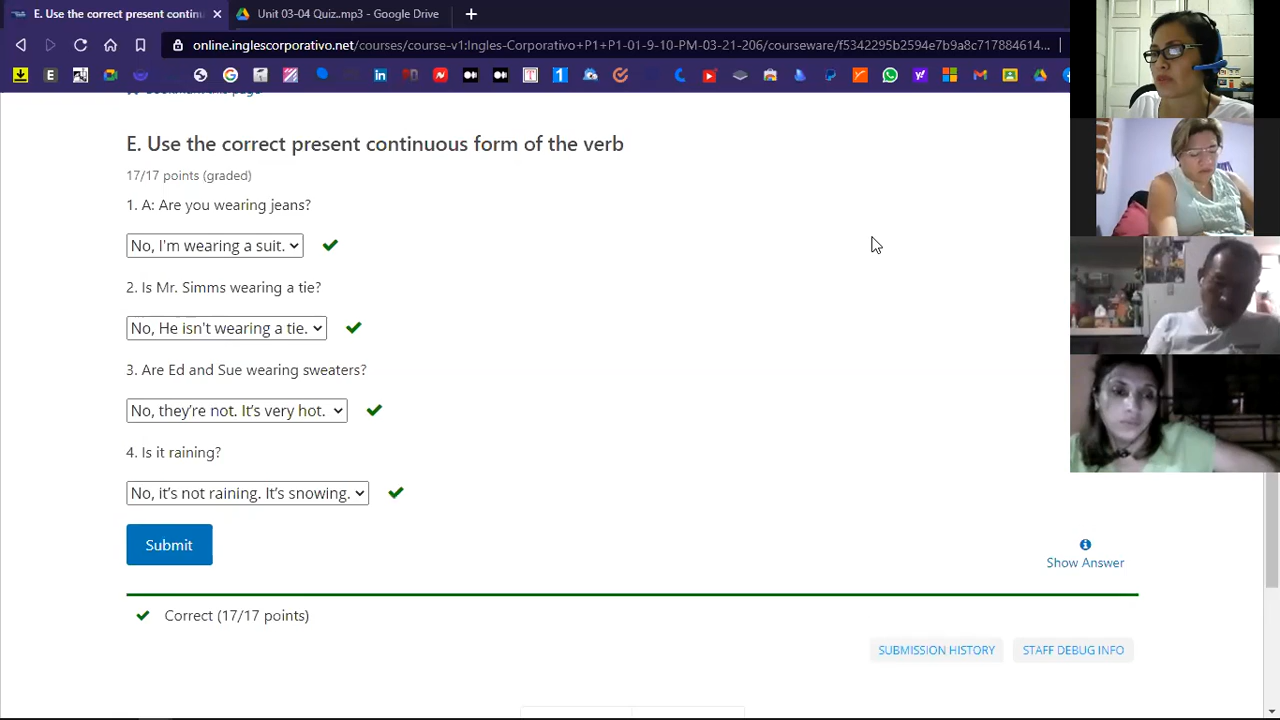 E. Use the correct present continu
Unit 03-04 Quiz..mp3 - Google Drive
online.inglescorporativo.net/courses/course-v1:Ingles-Corporativo+P1+P1-01-9-10-PM-03-21-206/courseware/f5342295b2594e7b9a8c717884614...
E. Use the correct present continuous form of the verb
17/17 points (graded)
1. A: Are you wearing jeans?
No, I'm wearing a suit.
2. Is Mr. Simms wearing a tie?
No, He isn't wearing a tie.
3. Are Ed and Sue wearing sweaters?
No, they're not. It's very hot.
4. Is it raining?
No, it's not raining. It's snowing.
Submit
Show Answer
Correct (17/17 points)
SUBMISSION HISTORY
STAFF DEBUG INFO